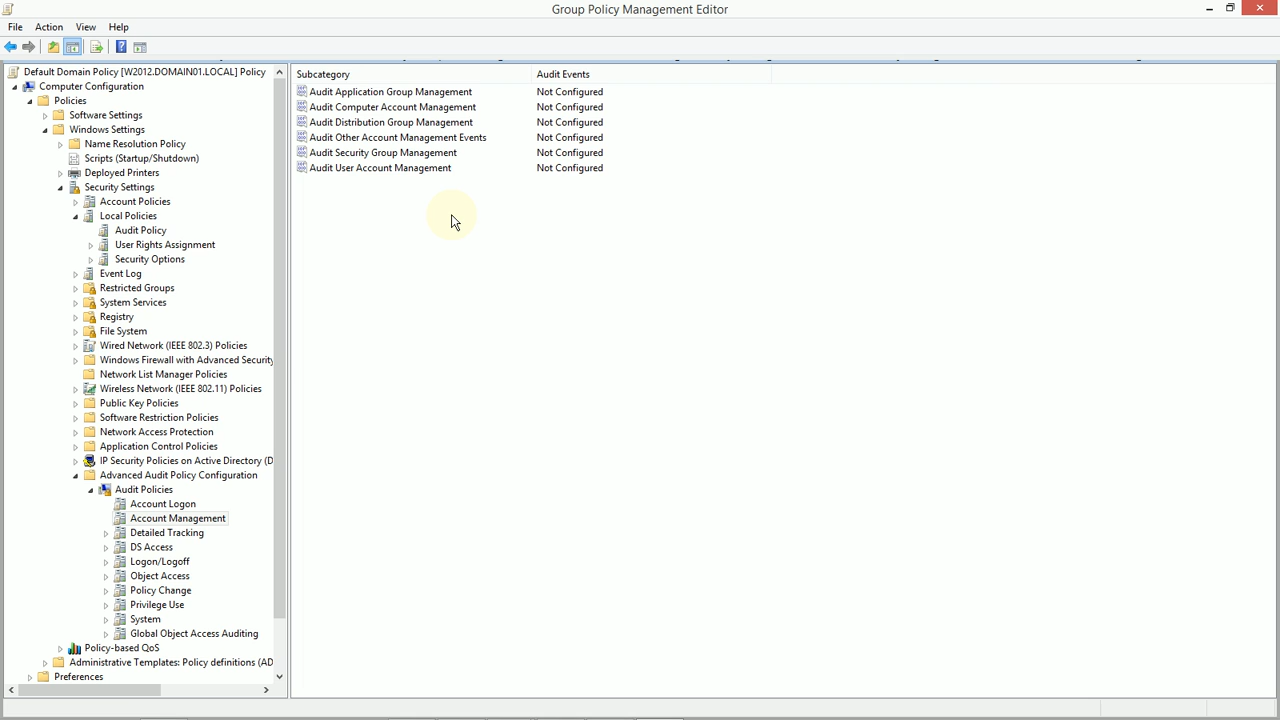 Group Policy Management Editor
File Action View Help
Default Domain Policy [W2012.DOMAIN01.LOCAL] Policy
Computer Configuration
Policies
Software Settings
Windows Settings
Name Resolution Policy
Scripts (Startup/Shutdown)
Deployed Printers
Security Settings
Account Policies
Local Policies
Audit Policy
User Rights Assignment
Security Options
Event Log
Restricted Groups
System Services
Registry
File System
Wired Network (IEEE 802.3) Policies
Windows Firewall with Advanced Security
Network List Manager Policies
Wireless Network (IEEE 802.11) Policies
Public Key Policies
Software Restriction Policies
Network Access Protection
Application Control Policies
IP Security Policies on Active Directory (D
Advanced Audit Policy Configuration
Audit Policies
Account Logon
Account Management
Detailed Tracking
DS Access
Logon/Logoff
Object Access
Policy Change
Privilege Use
System
Global Object Access Auditing
Policy-based QoS
Administrative Templates: Policy definitions (AD
Preferences
Subcategory Audit Events
Audit Application Group Management Not Configured
Audit Computer Account Management Not Configured
Audit Distribution Group Management Not Configured
Audit Other Account Management Events Not Configured
Audit Security Group Management Not Configured
Audit User Account Management Not Configured